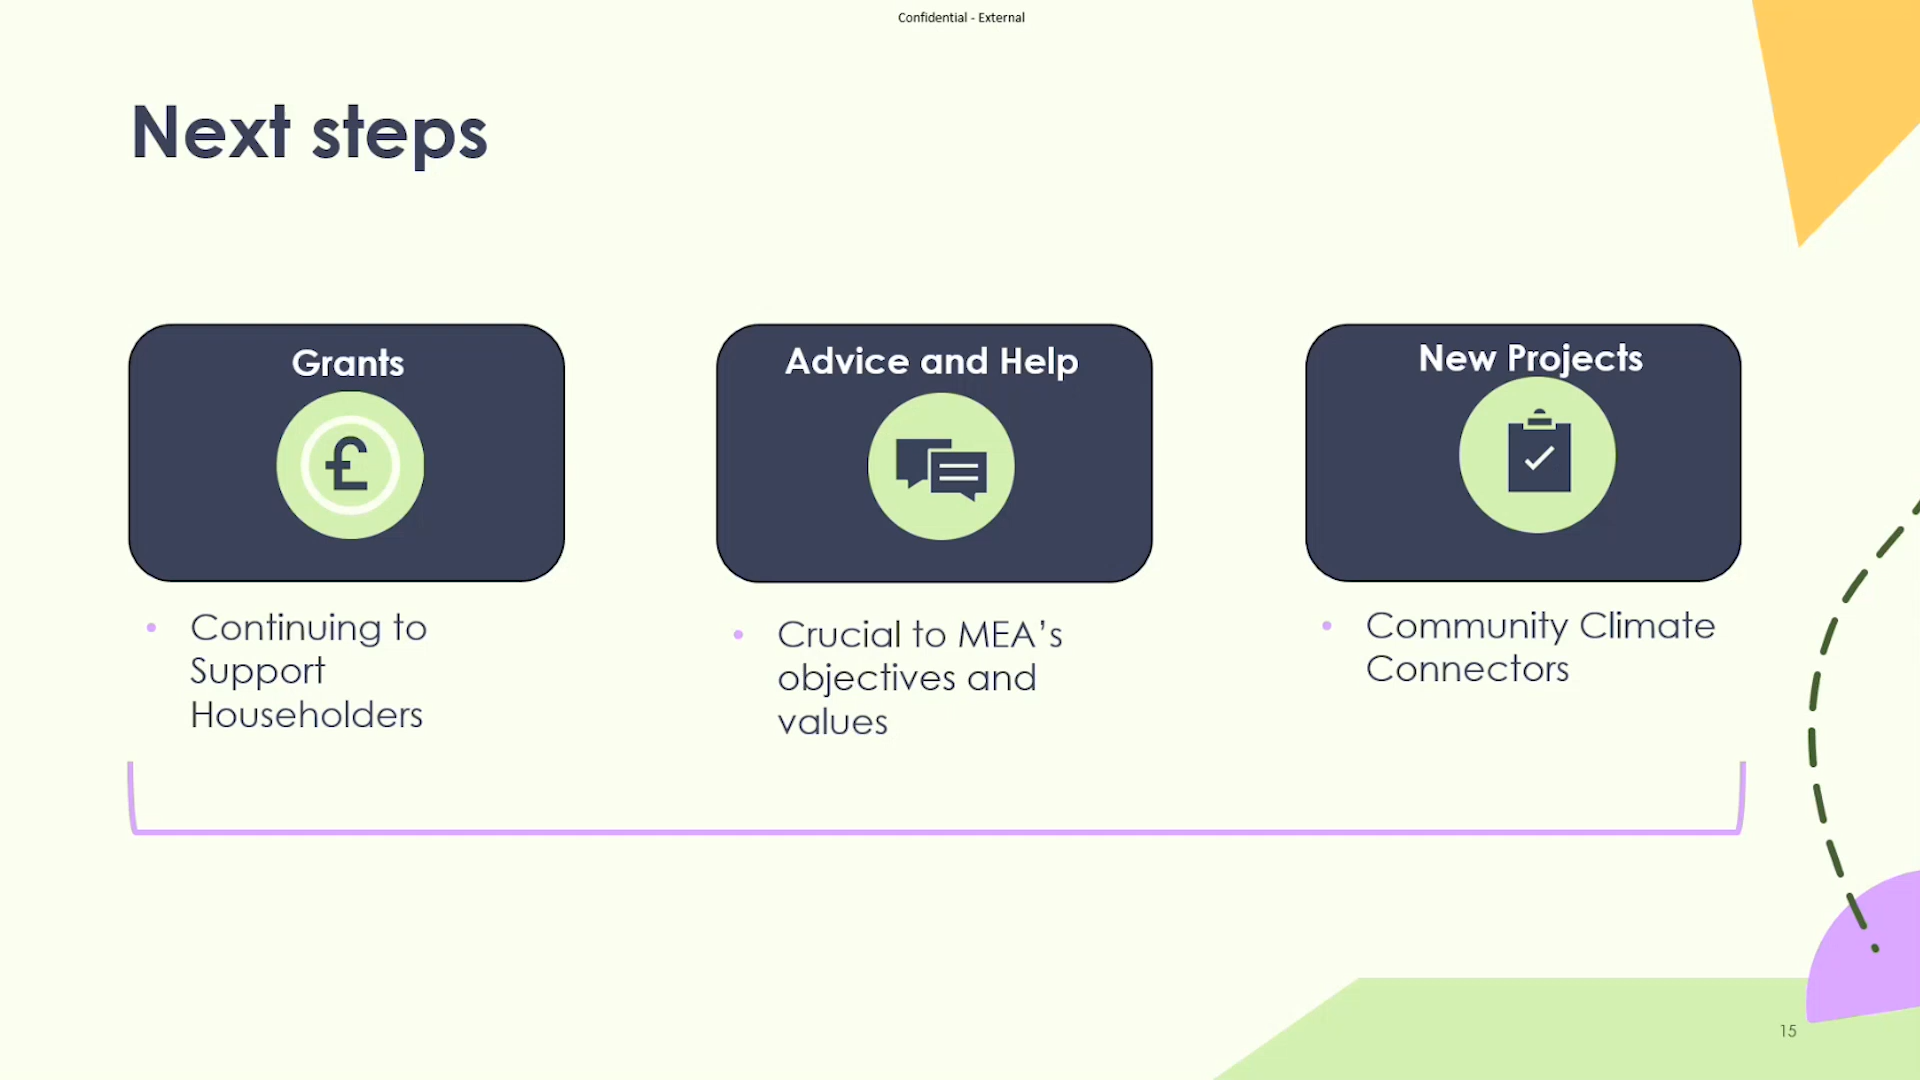 Confidential - External
Next steps
Grants
£
Continuing to
Support
Householders
Advice and Help
Crucial to MEA’s
objectives and
values
New Projects
Community Climate
Connectors
15